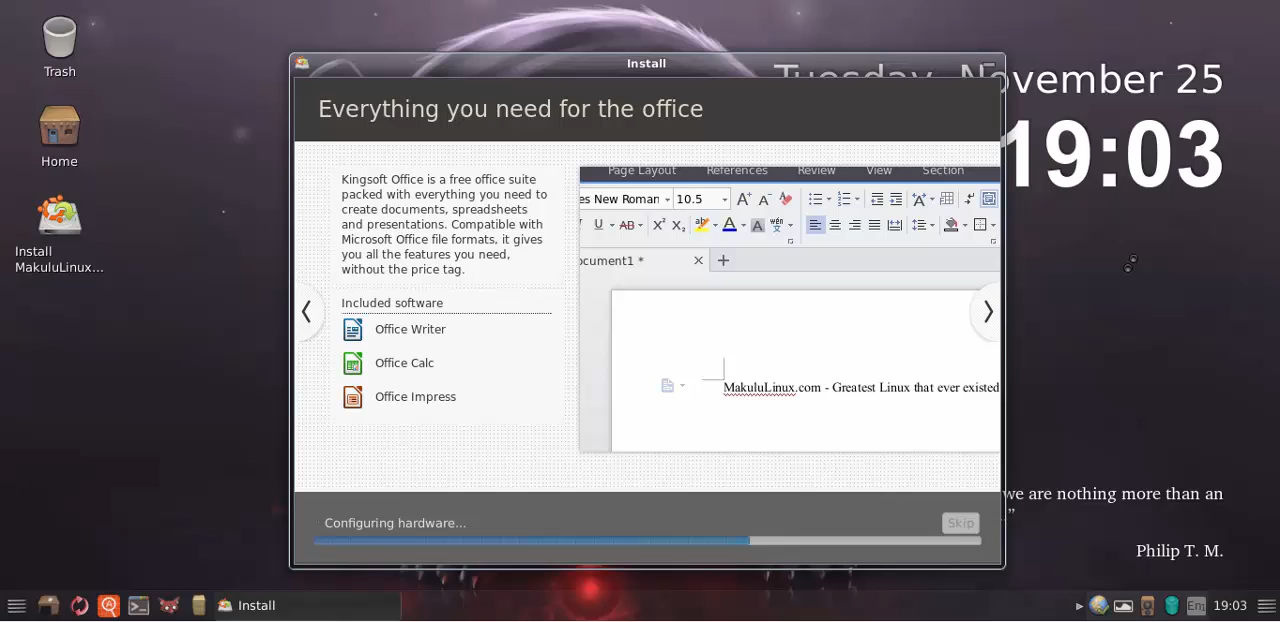 Trash
Home
Install
MakuluLinux...
Install
Tuesday, November 25
19:03
Everything you need for the office
Kingsoft Office is a free office suite
packed with everything you need to
create documents, spreadsheets
and presentations. Compatible with
Microsoft Office file formats, it gives
you all the features you need,
without the price tag.
Included software
Office Writer
Office Calc
Office Impress
Page Layout References Review View Section
es New Roman 10.5
ocument1 *
MakuluLinux.com - Greatest Linux that ever existed
Configuring hardware...
Skip
we are nothing more than an
.”
Philip T. M.
Install
En
19:03